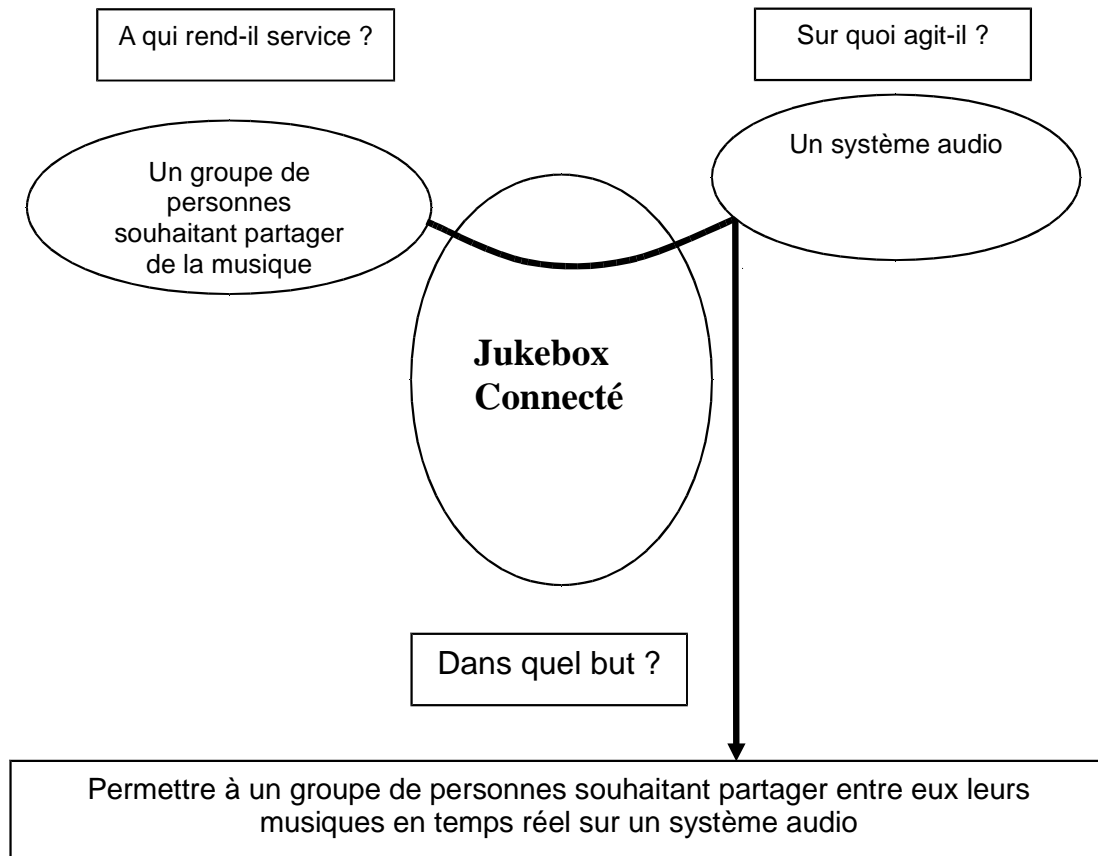 A qui rend-il service ?
Sur quoi agit-il ?
Un groupe de
personnes
souhaitant partager
de la musique
Un système audio
Jukebox
Connecté
Dans quel but ?
Permettre à un groupe de personnes souhaitant partager entre eux leurs
musiques en temps réel sur un système audio